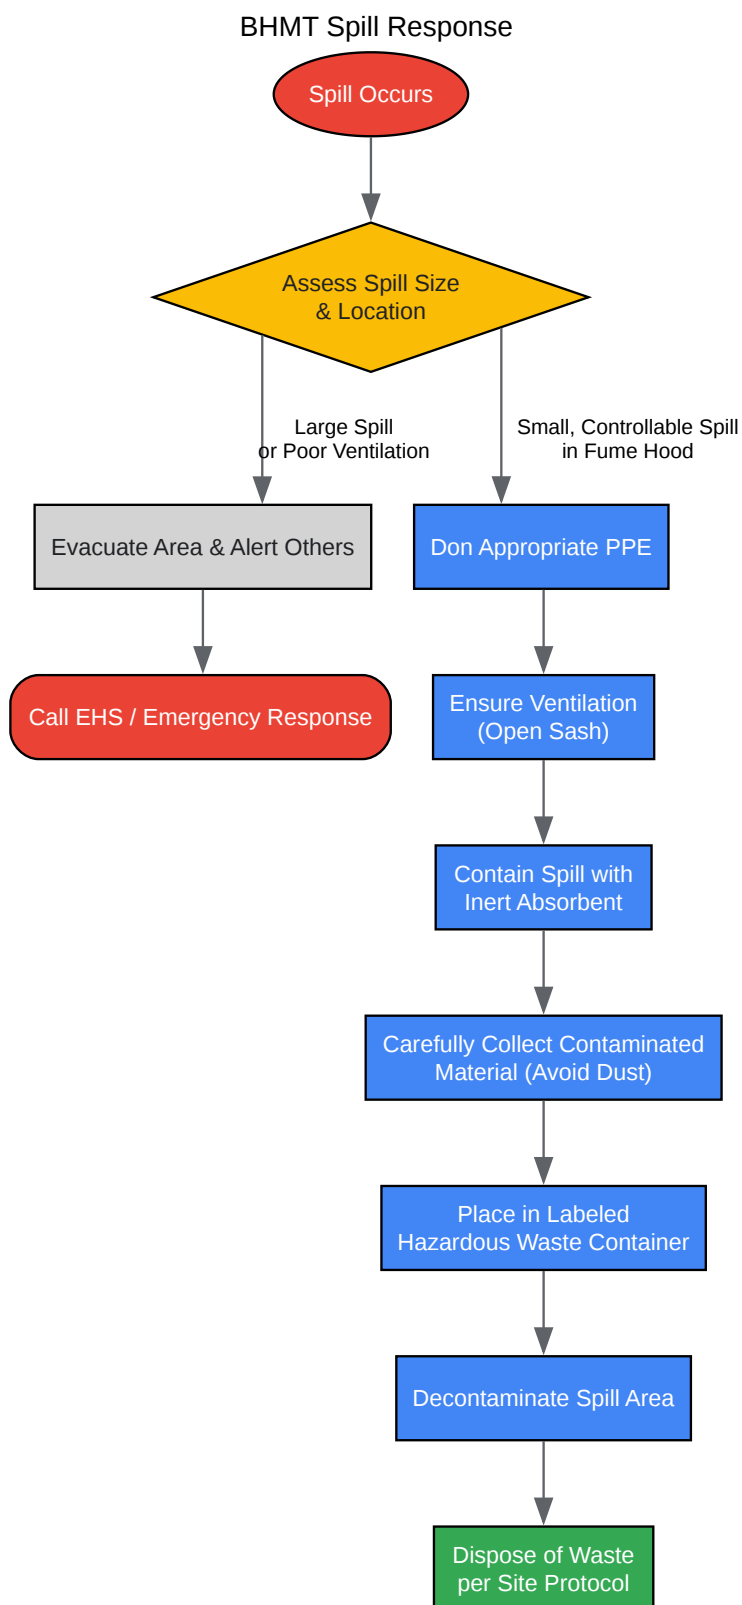 BHMT Spill Response
Spill Occurs
Assess Spill Size
& Location
Large Spill
or Poor Ventilation
Small, Controllable Spill
in Fume Hood
Evacuate Area & Alert Others
Don Appropriate PPE
Call EHS / Emergency Response
Ensure Ventilation
(Open Sash)
Contain Spill with
Inert Absorbent
Carefully Collect Contaminated
Material (Avoid Dust)
Place in Labeled
Hazardous Waste Container
Decontaminate Spill Area
Dispose of Waste
per Site Protocol